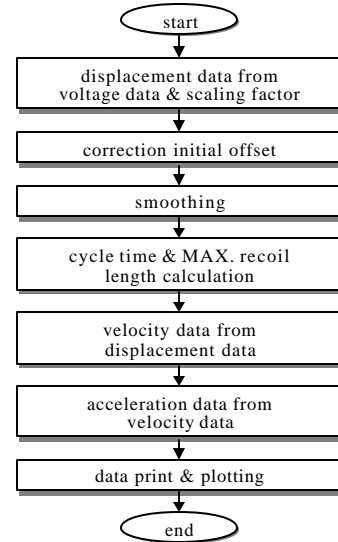 start
displacement data from
voltage data & scaling factor
correction initial offset
smoothing
cycle time & MAX. recoil
length calculation
velocity data from
displacement data
acceleration data from
velocity data
data print & plotting
end